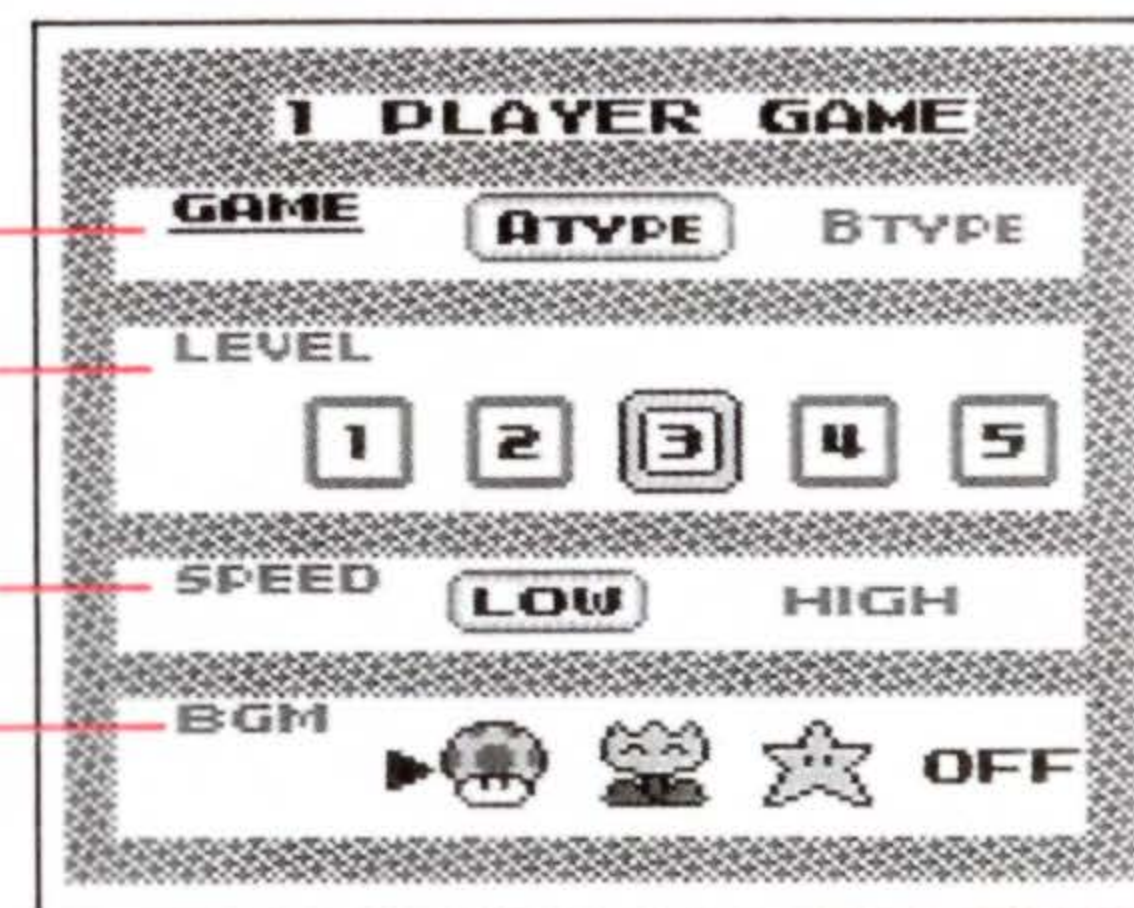 1 PLAYER GAME
GAME ATYPE BTYPE
LEVEL
1 2 3 4 5
SPEED LOW HIGH
BGM OFF